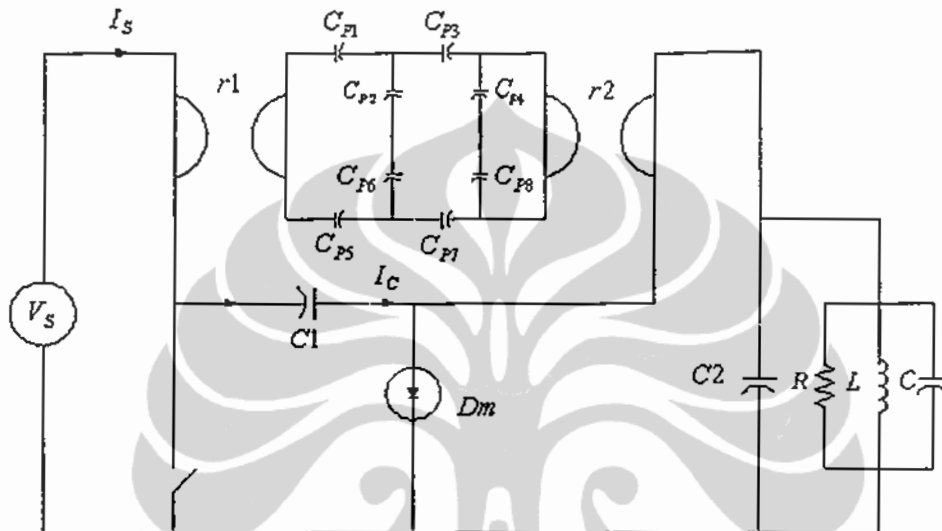 I_S
C_P1
C_P3
r1
C_P2
C_P4
r2
C_P6
C_P8
C_P5
C_P7
I_C
V_S
C1
Dm
C2
R
L
C